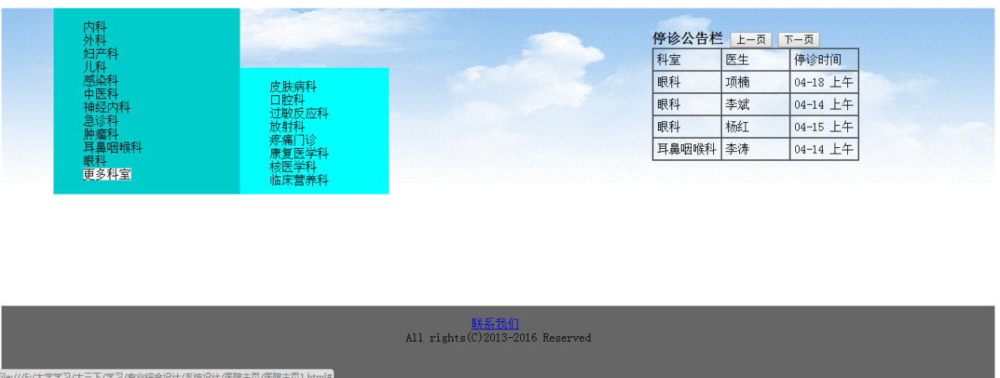 内科
外科
妇产科
儿科
感染科
中医科
神经内科
急诊科
肿瘤科
耳鼻咽喉科
眼科
更多科室
皮肤病科
口腔科
过敏反应科
放射科
疼痛门诊
康复医学科
核医学科
临床营养科
停诊公告栏 上一页 下一页
科室 医生 停诊时间
眼科 项楠 04-18 上午
眼科 李斌 04-14 上午
眼科 杨红 04-15 上午
耳鼻咽喉科 李涛 04-14 上午
联系我们
All rights(C)2013-2016 Reserved
file:///F:/大学学习/大三下/学习/专业综合设计/系统设计/医院主页/医院主页1.html#